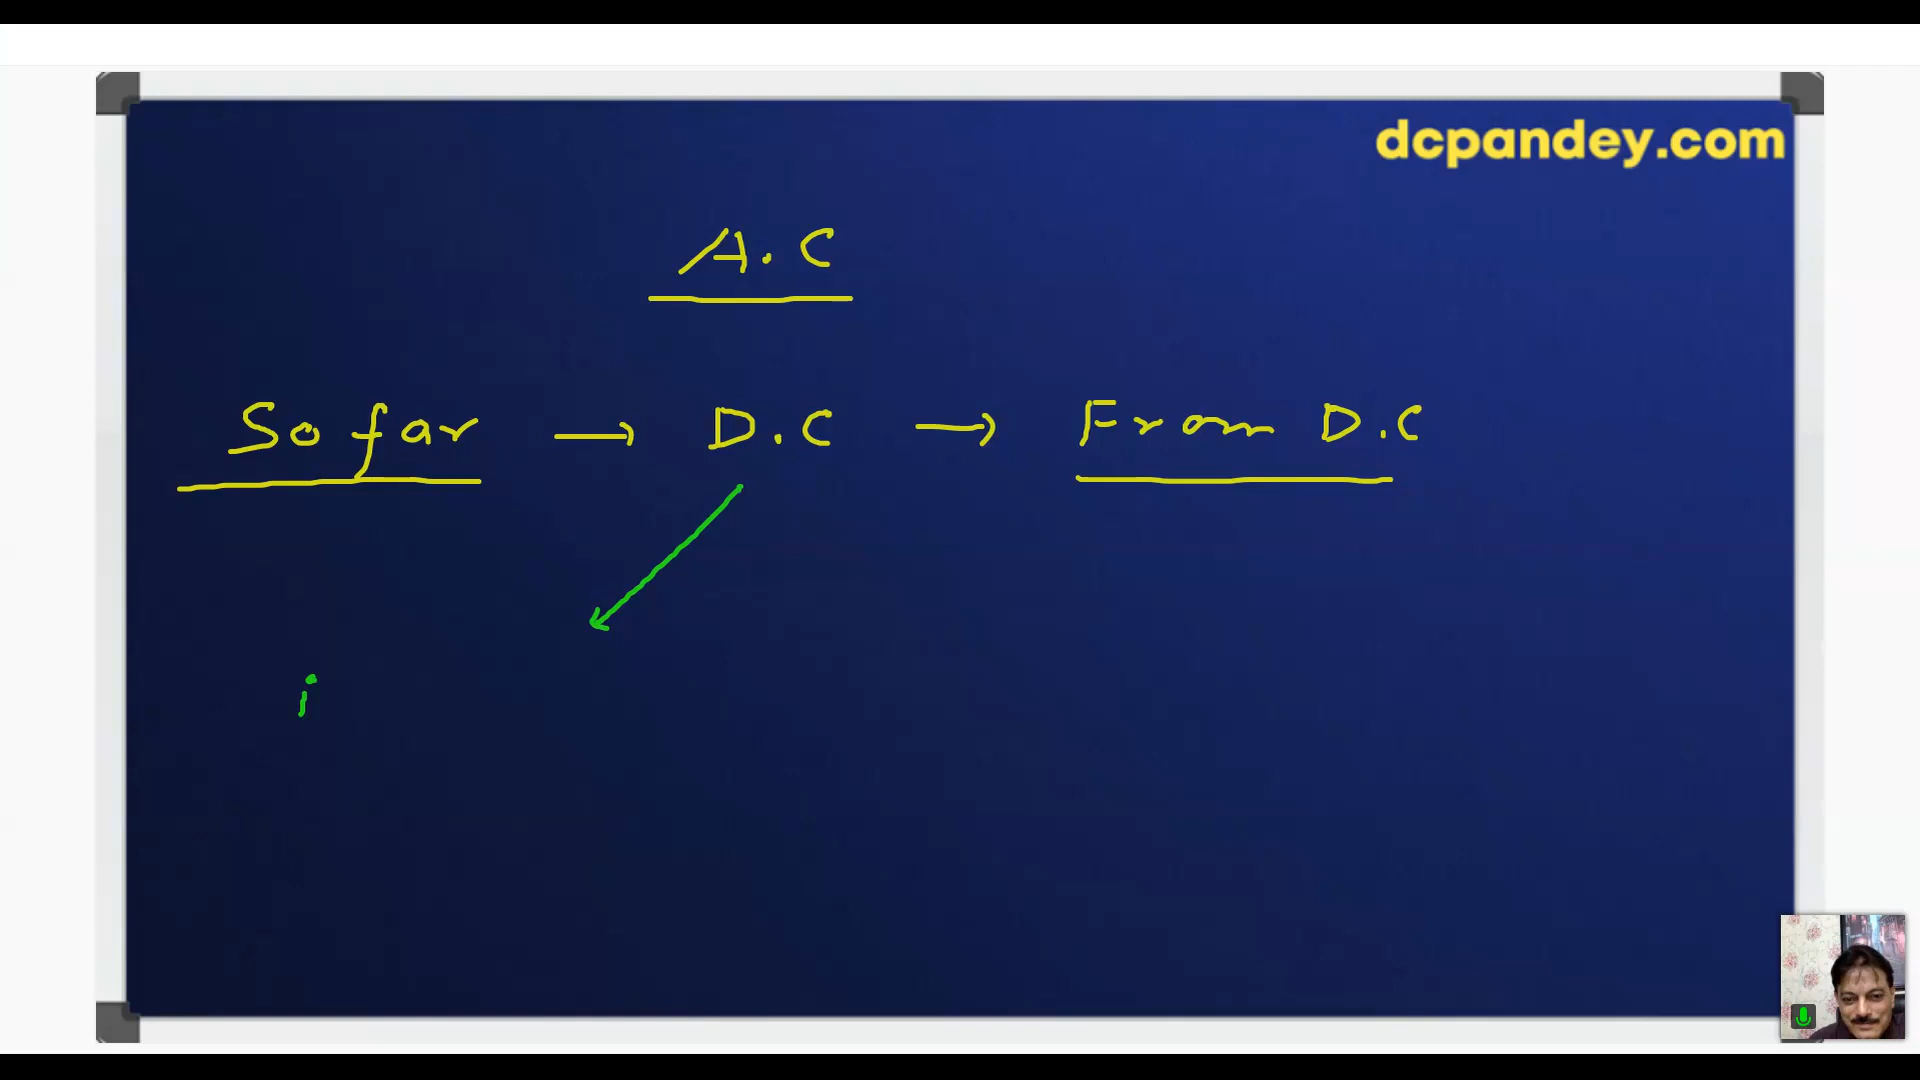 dcpandey.com
A.C
So far → D.C → From D.C
i